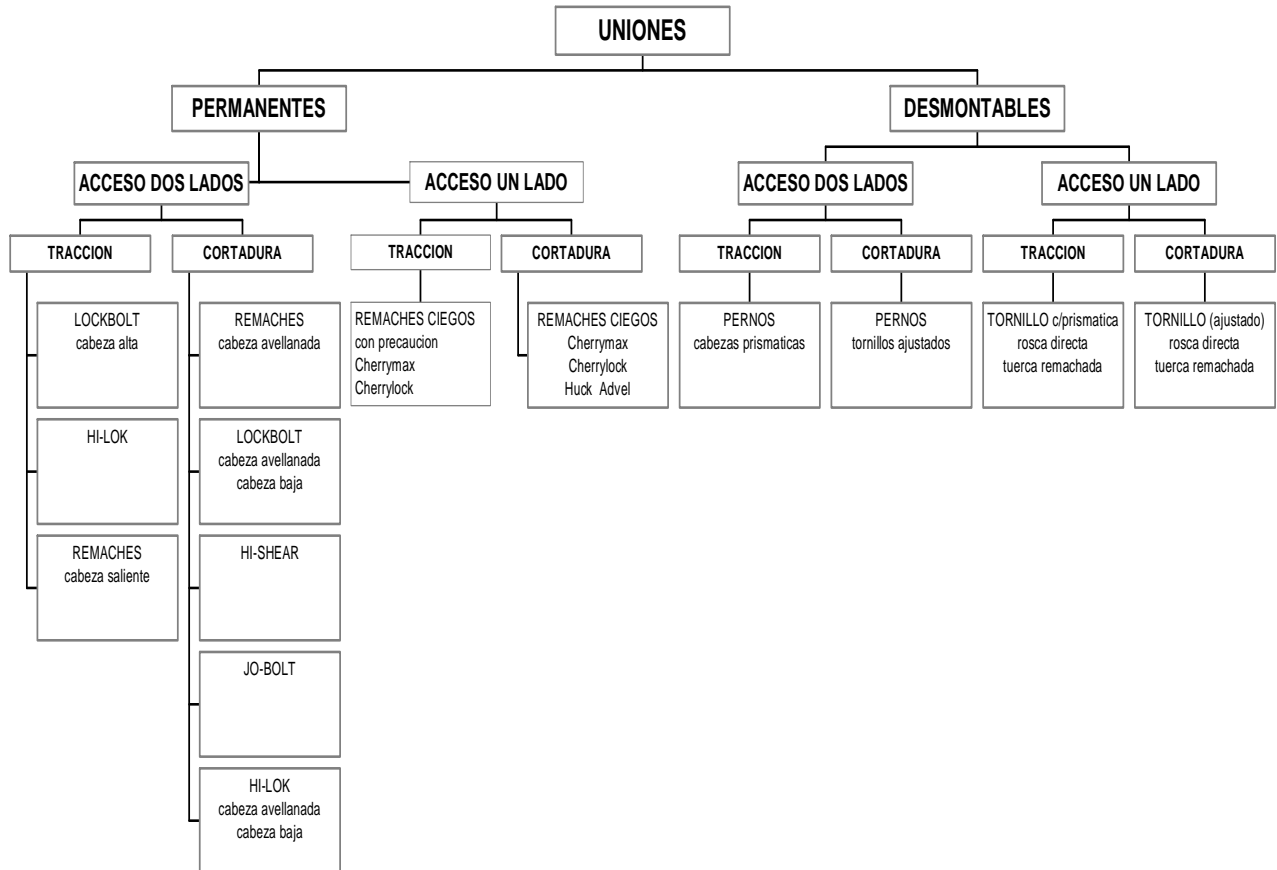 UNIONES
PERMANENTES
DESMONTABLES
ACCESO DOS LADOS
ACCESO UN LADO
ACCESO DOS LADOS
ACCESO UN LADO
TRACCION
CORTADURA
TRACCION
CORTADURA
TRACCION
CORTADURA
TRACCION
CORTADURA
LOCKBOLT
cabeza alta
HI-LOK
REMACHES
cabeza saliente
REMACHES
cabeza avellanada
LOCKBOLT
cabeza avellanada
cabeza baja
HI-SHEAR
JO-BOLT
HI-LOK
cabeza avellanada
cabeza baja
REMACHES CIEGOS
con precaucion
Cherrymax
Cherrylock
REMACHES CIEGOS
Cherrymax
Cherrylock
Huck Advel
PERNOS
cabezas prismaticas
PERNOS
tornillos ajustados
TORNILLO c/prismatica
rosca directa
tuerca remachada
TORNILLO (ajustado)
rosca directa
tuerca remachada